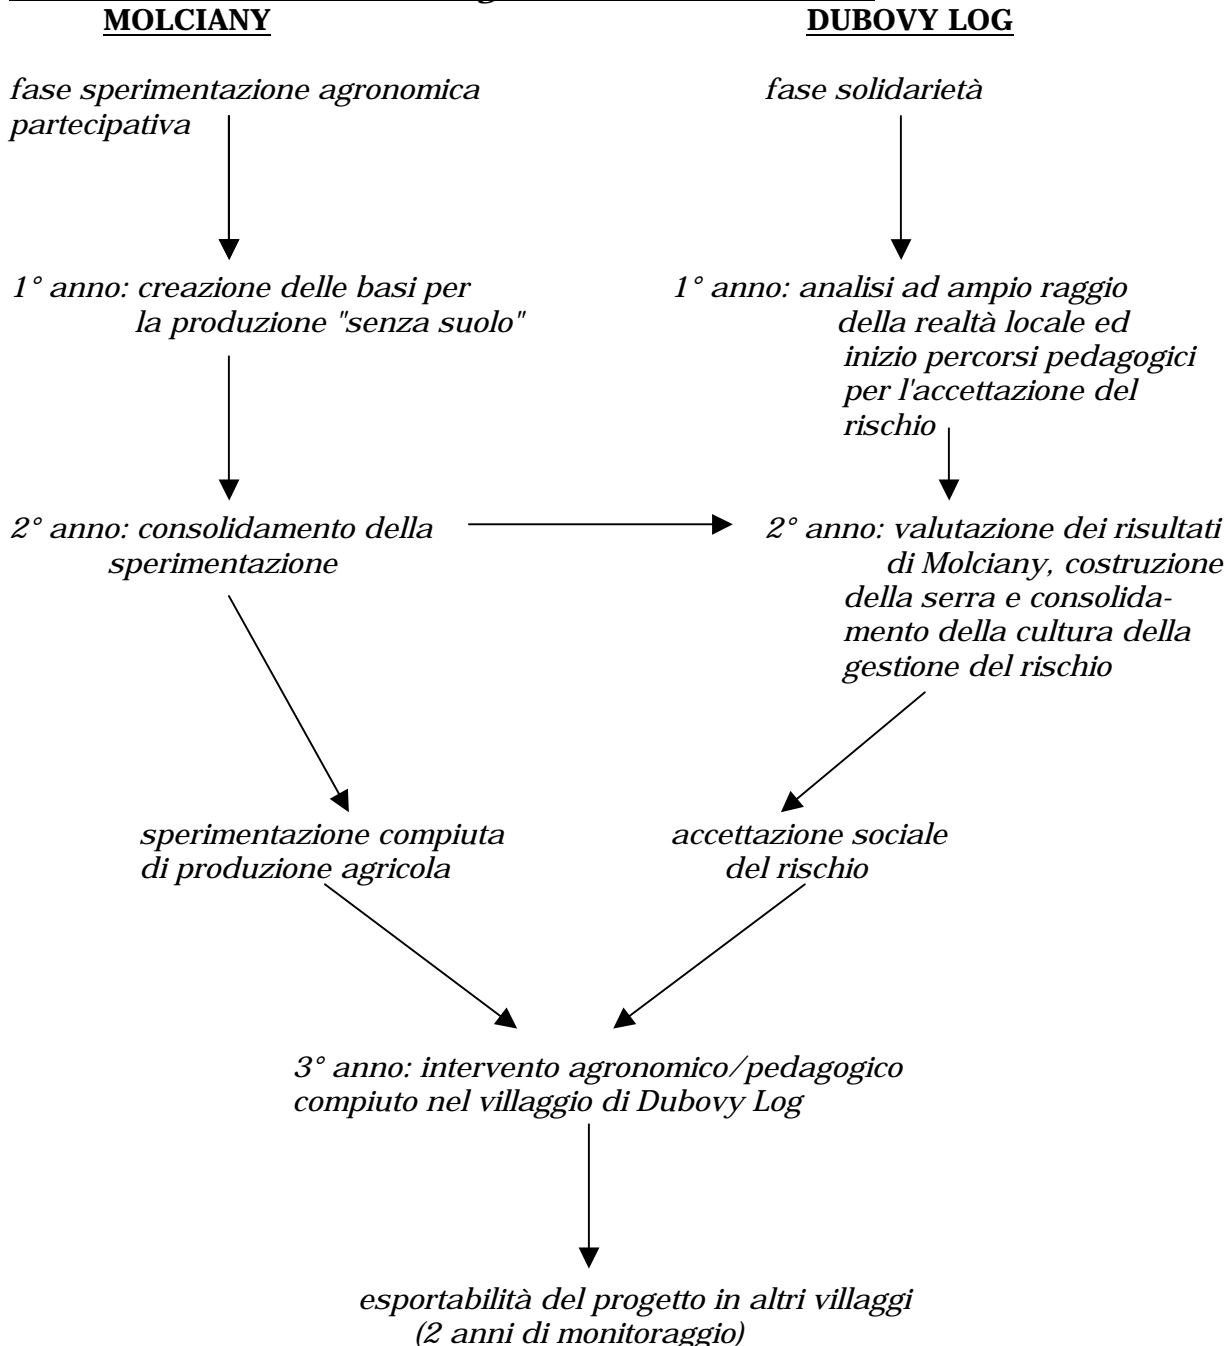 MOLCIANY
DUBOVY LOG
fase sperimentazione agronomica
partecipativa
fase solidarietà
1° anno: creazione delle basi per
la produzione "senza suolo"
1° anno: analisi ad ampio raggio
della realtà locale ed
inizio percorsi pedagogici
per l'accettazione del
rischio
2° anno: consolidamento della
sperimentazione
2° anno: valutazione dei risultati
di Molciany, costruzione
della serra e consolida-
mento della cultura della
gestione del rischio
sperimentazione compiuta
di produzione agricola
accettazione sociale
del rischio
3° anno: intervento agronomico/pedagogico
compiuto nel villaggio di Dubovy Log
esportabilità del progetto in altri villaggi
(2 anni di monitoraggio)